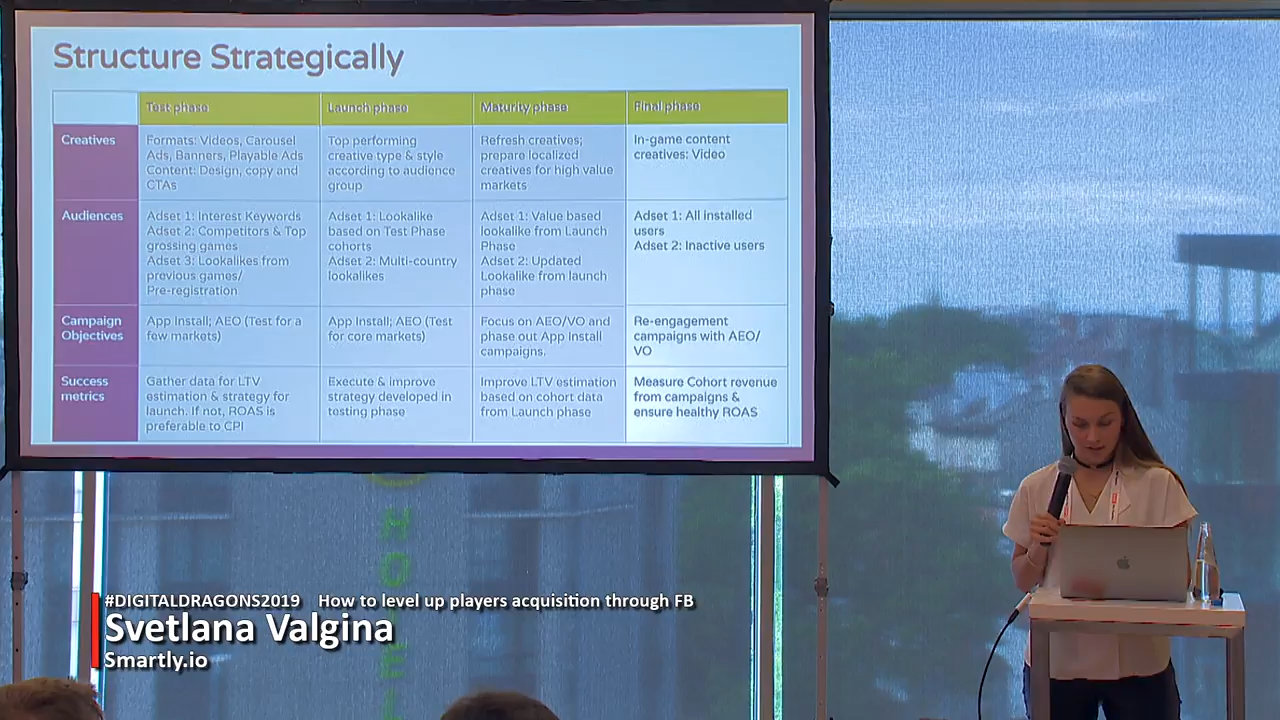 Structure Strategically
Test phase
Launch phase
Maturity phase
Final phase
Creatives
Formats: Videos, Carousel
Ads, Banners, Playable Ads
Content: Design, copy and
CTAs
Top performing
creative type & style
according to audience
group
Refresh creatives;
prepare localized
creatives for high value
markets
In-game content
creatives: Video
Audiences
Adset 1: Interest Keywords
Adset 2: Competitors & Top
grossing games
Adset 3: Lookalikes from
previous games/
Pre-registration
Adset 1: Lookalike
based on Test Phase
cohorts
Adset 2: Multi-country
lookalikes
Adset 1: Value based
lookalike from Launch
Phase
Adset 2: Updated
Lookalike from launch
phase
Adset 1: All installed
users
Adset 2: Inactive users
Campaign
Objectives
App Install; AEO (Test for a
few markets)
App Install; AEO (Test
for core markets)
Focus on AEO/VO and
phase out App install
campaigns.
Re-engagement
campaigns with AEO/
VO
Success
metrics
Gather data for LTV
estimation & strategy for
launch. If not, ROAS is
preferable to CPI
Execute & improve
strategy developed in
testing phase
Improve LTV estimation
based on cohort data
from Launch phase
Measure Cohort revenue
from campaigns &
ensure healthy ROAS
#DIGITALDRAGONS2019 How to level up players acquisition through FB
Svetlana Valgina
Smartly.io